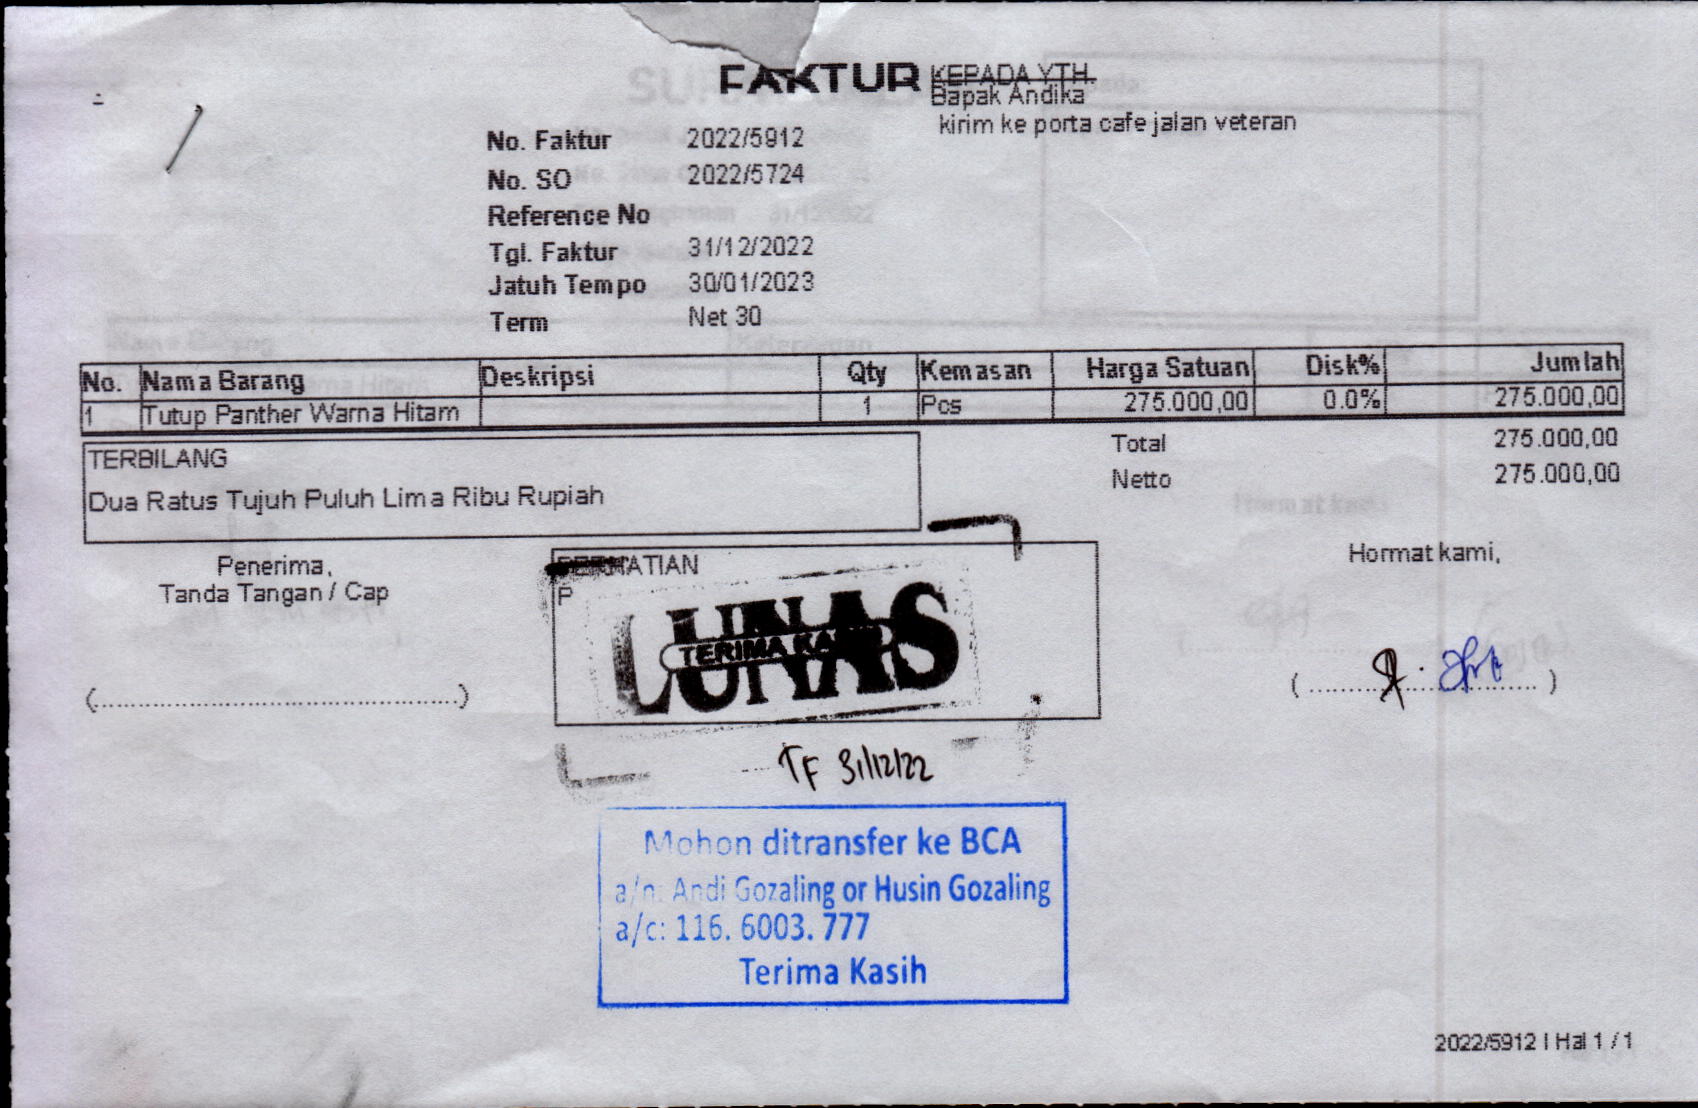 FAKTUR
KEPADA YTH.
Bapak Andika
kirim ke porta cafe jalan veteran
No. Faktur 2022/5912
No. SO 2022/5724
Reference No
Tgl. Faktur 31/12/2022
Jatuh Tempo 30/01/2023
Term Net 30
No. Nama Barang Deskripsi Qty Kemasan Harga Satuan Disk% Jumlah
1 Tutup Panther Warna Hitam 1 Pcs 275.000,00 0.0% 275.000,00
Total 275.000,00
Netto 275.000,00
TERBILANG
Dua Ratus Tujuh Puluh Lima Ribu Rupiah
Penerima,
Tanda Tangan / Cap
(..............................................)
PERHATIAN
P
LUNAS
TERIMA KASIH
Hormat kami,
TF 31/12/22
Mohon ditransfer ke BCA
a/n: Andi Gozaling or Husin Gozaling
a/c: 116. 6003. 777
Terima Kasih
2022/5912 | Hal 1 / 1